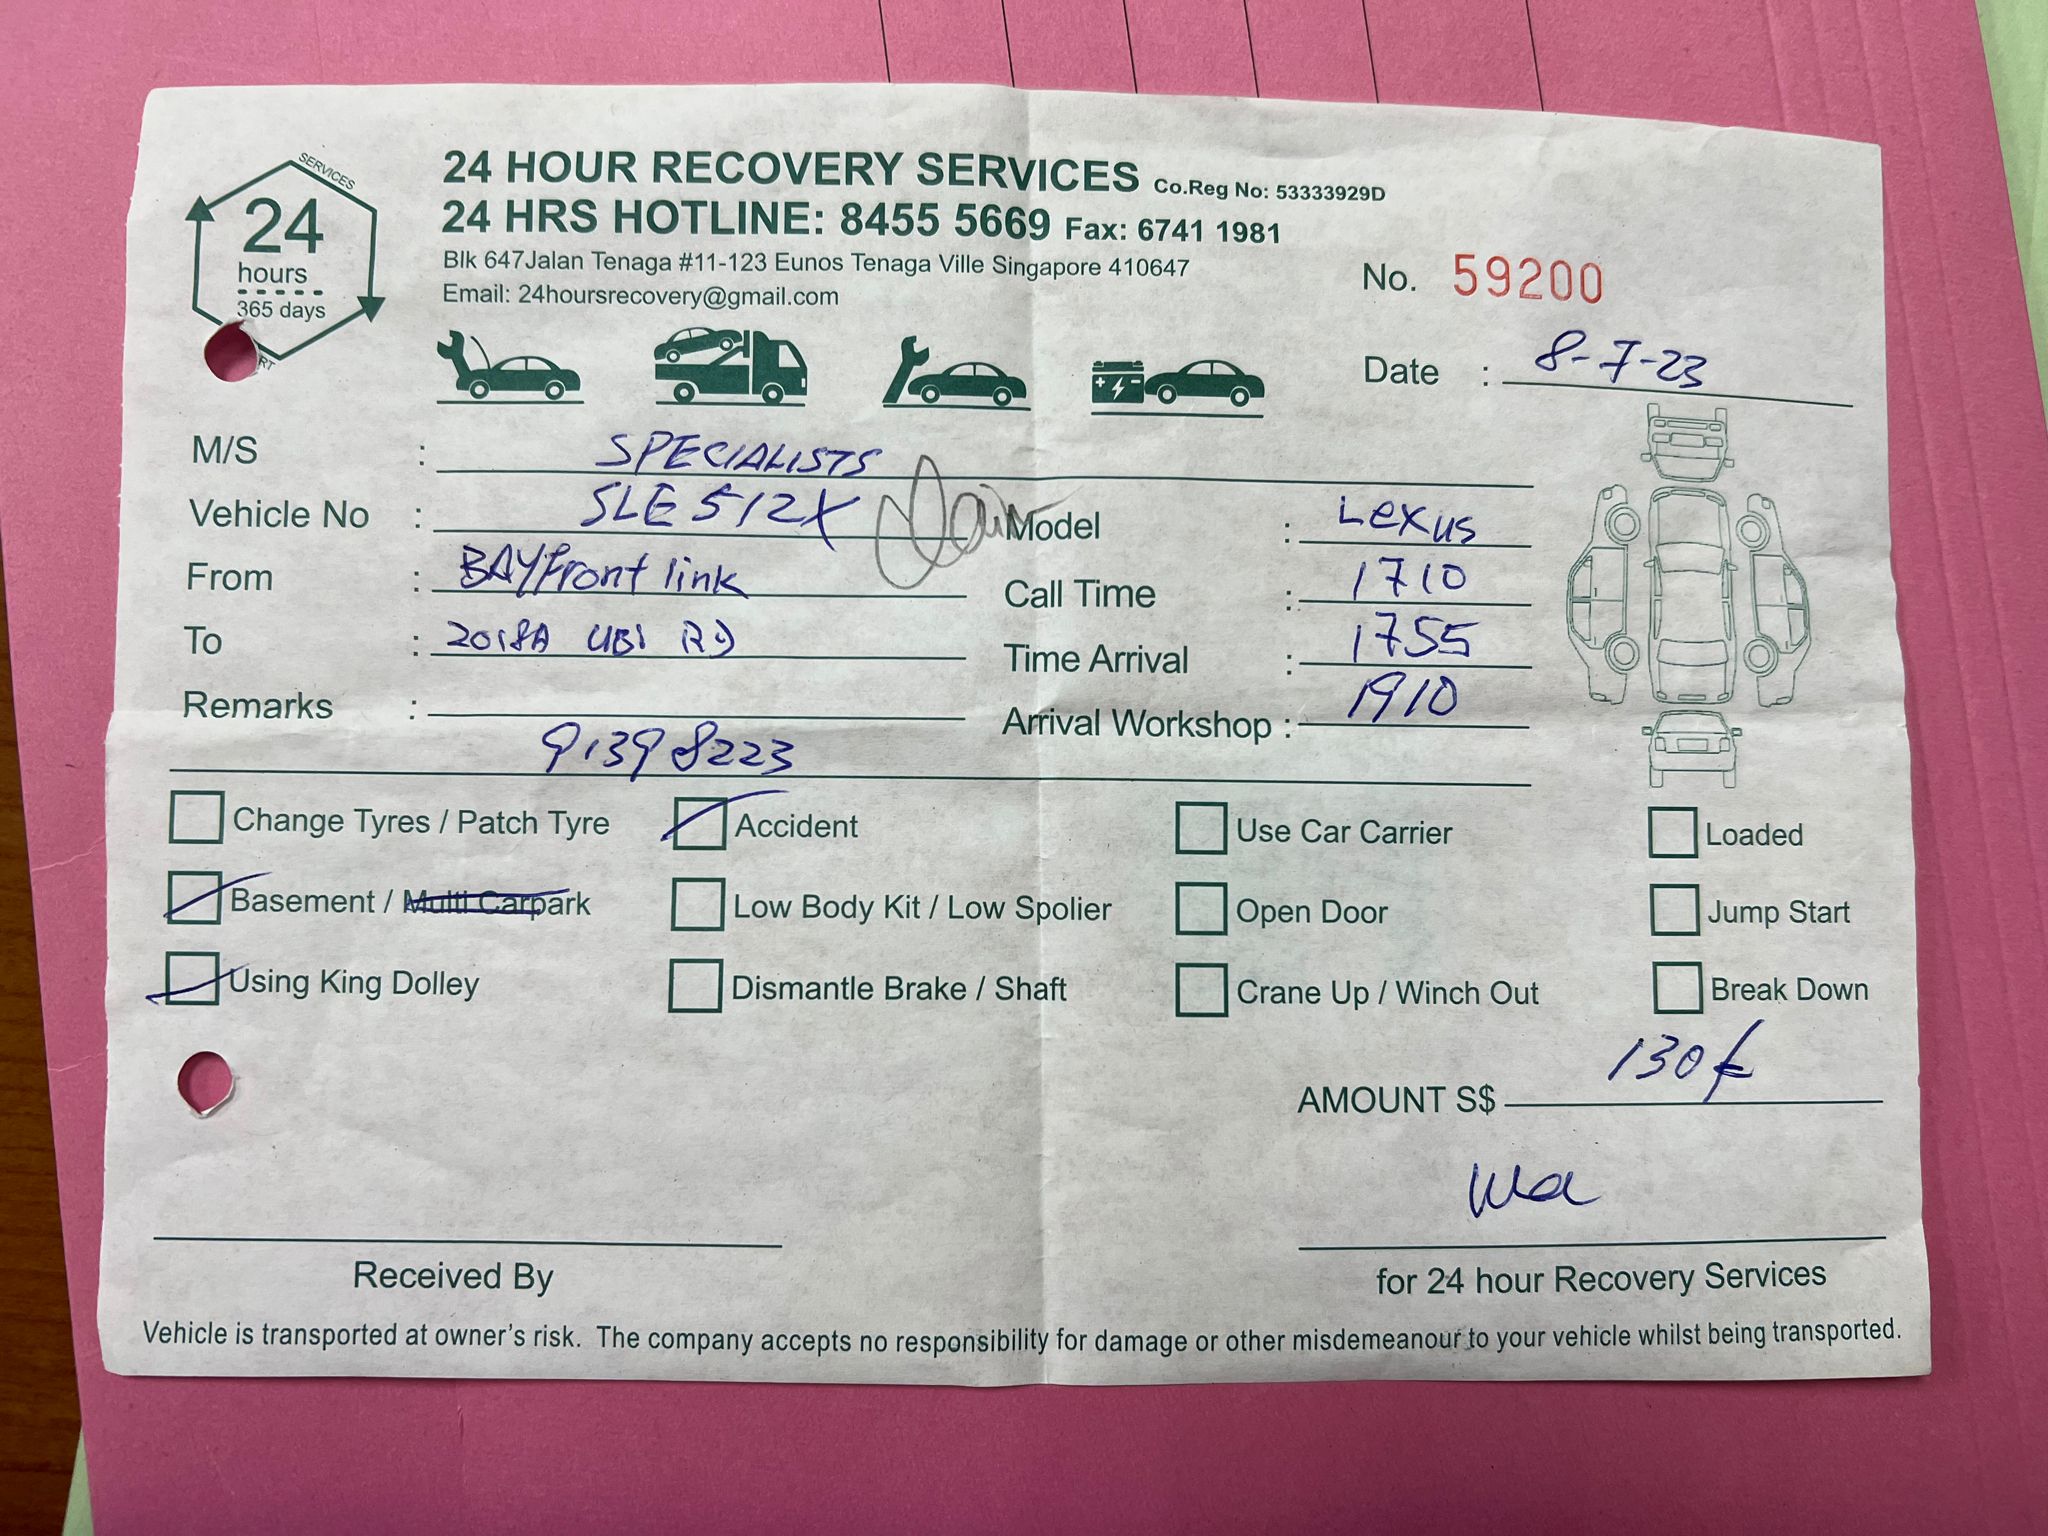 SERVICES
24
hours
365 days
RT
24 HOUR RECOVERY SERVICES Co.Reg No: 53333929D
24 HRS HOTLINE: 8455 5669 Fax: 6741 1981
Blk 647Jalan Tenaga #11-123 Eunos Tenaga Ville Singapore 410647
Email: 24hoursrecovery@gmail.com
No. 59200
Date : 8-7-23
M/S : SPECIALISTS
Vehicle No : SLE512X
Model : Lexus
From : BAYfront link
Call Time : 1710
To : 2018A UBI RD
Time Arrival : 1755
Remarks :
Arrival Workshop : 1910
91398223
Change Tyres / Patch Tyre Accident Use Car Carrier Loaded
Basement / Multi Carpark Low Body Kit / Low Spolier Open Door Jump Start
Using King Dolley Dismantle Brake / Shaft Crane Up / Winch Out Break Down
AMOUNT S$ 130
Received By
for 24 hour Recovery Services
Vehicle is transported at owner's risk. The company accepts no responsibility for damage or other misdemeanour to your vehicle whilst being transported.